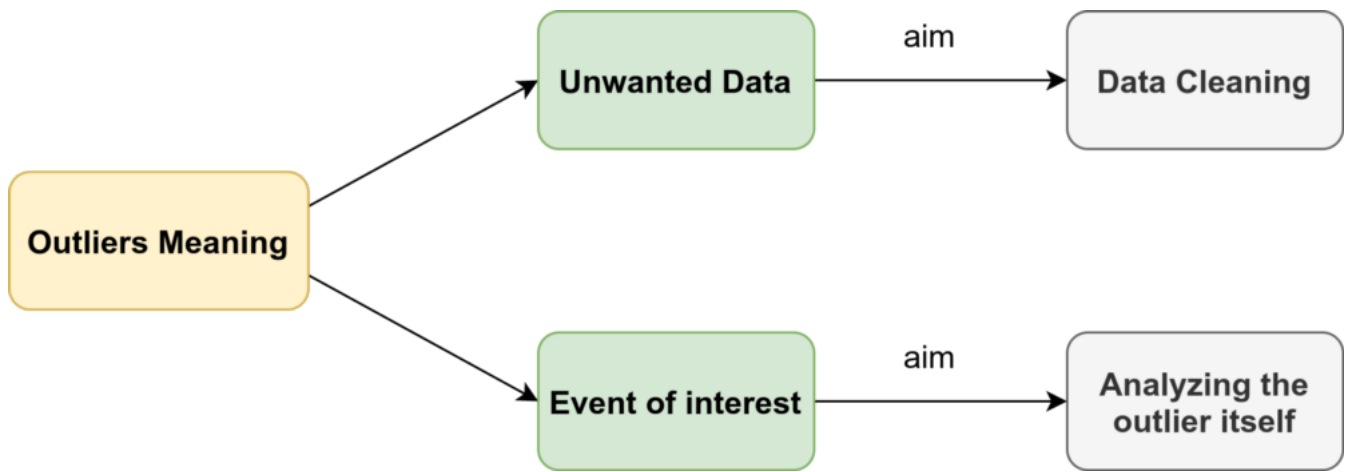 aim
Unwanted Data
Data Cleaning
Outliers Meaning
aim
Event of interest
Analyzing the
outlier itself